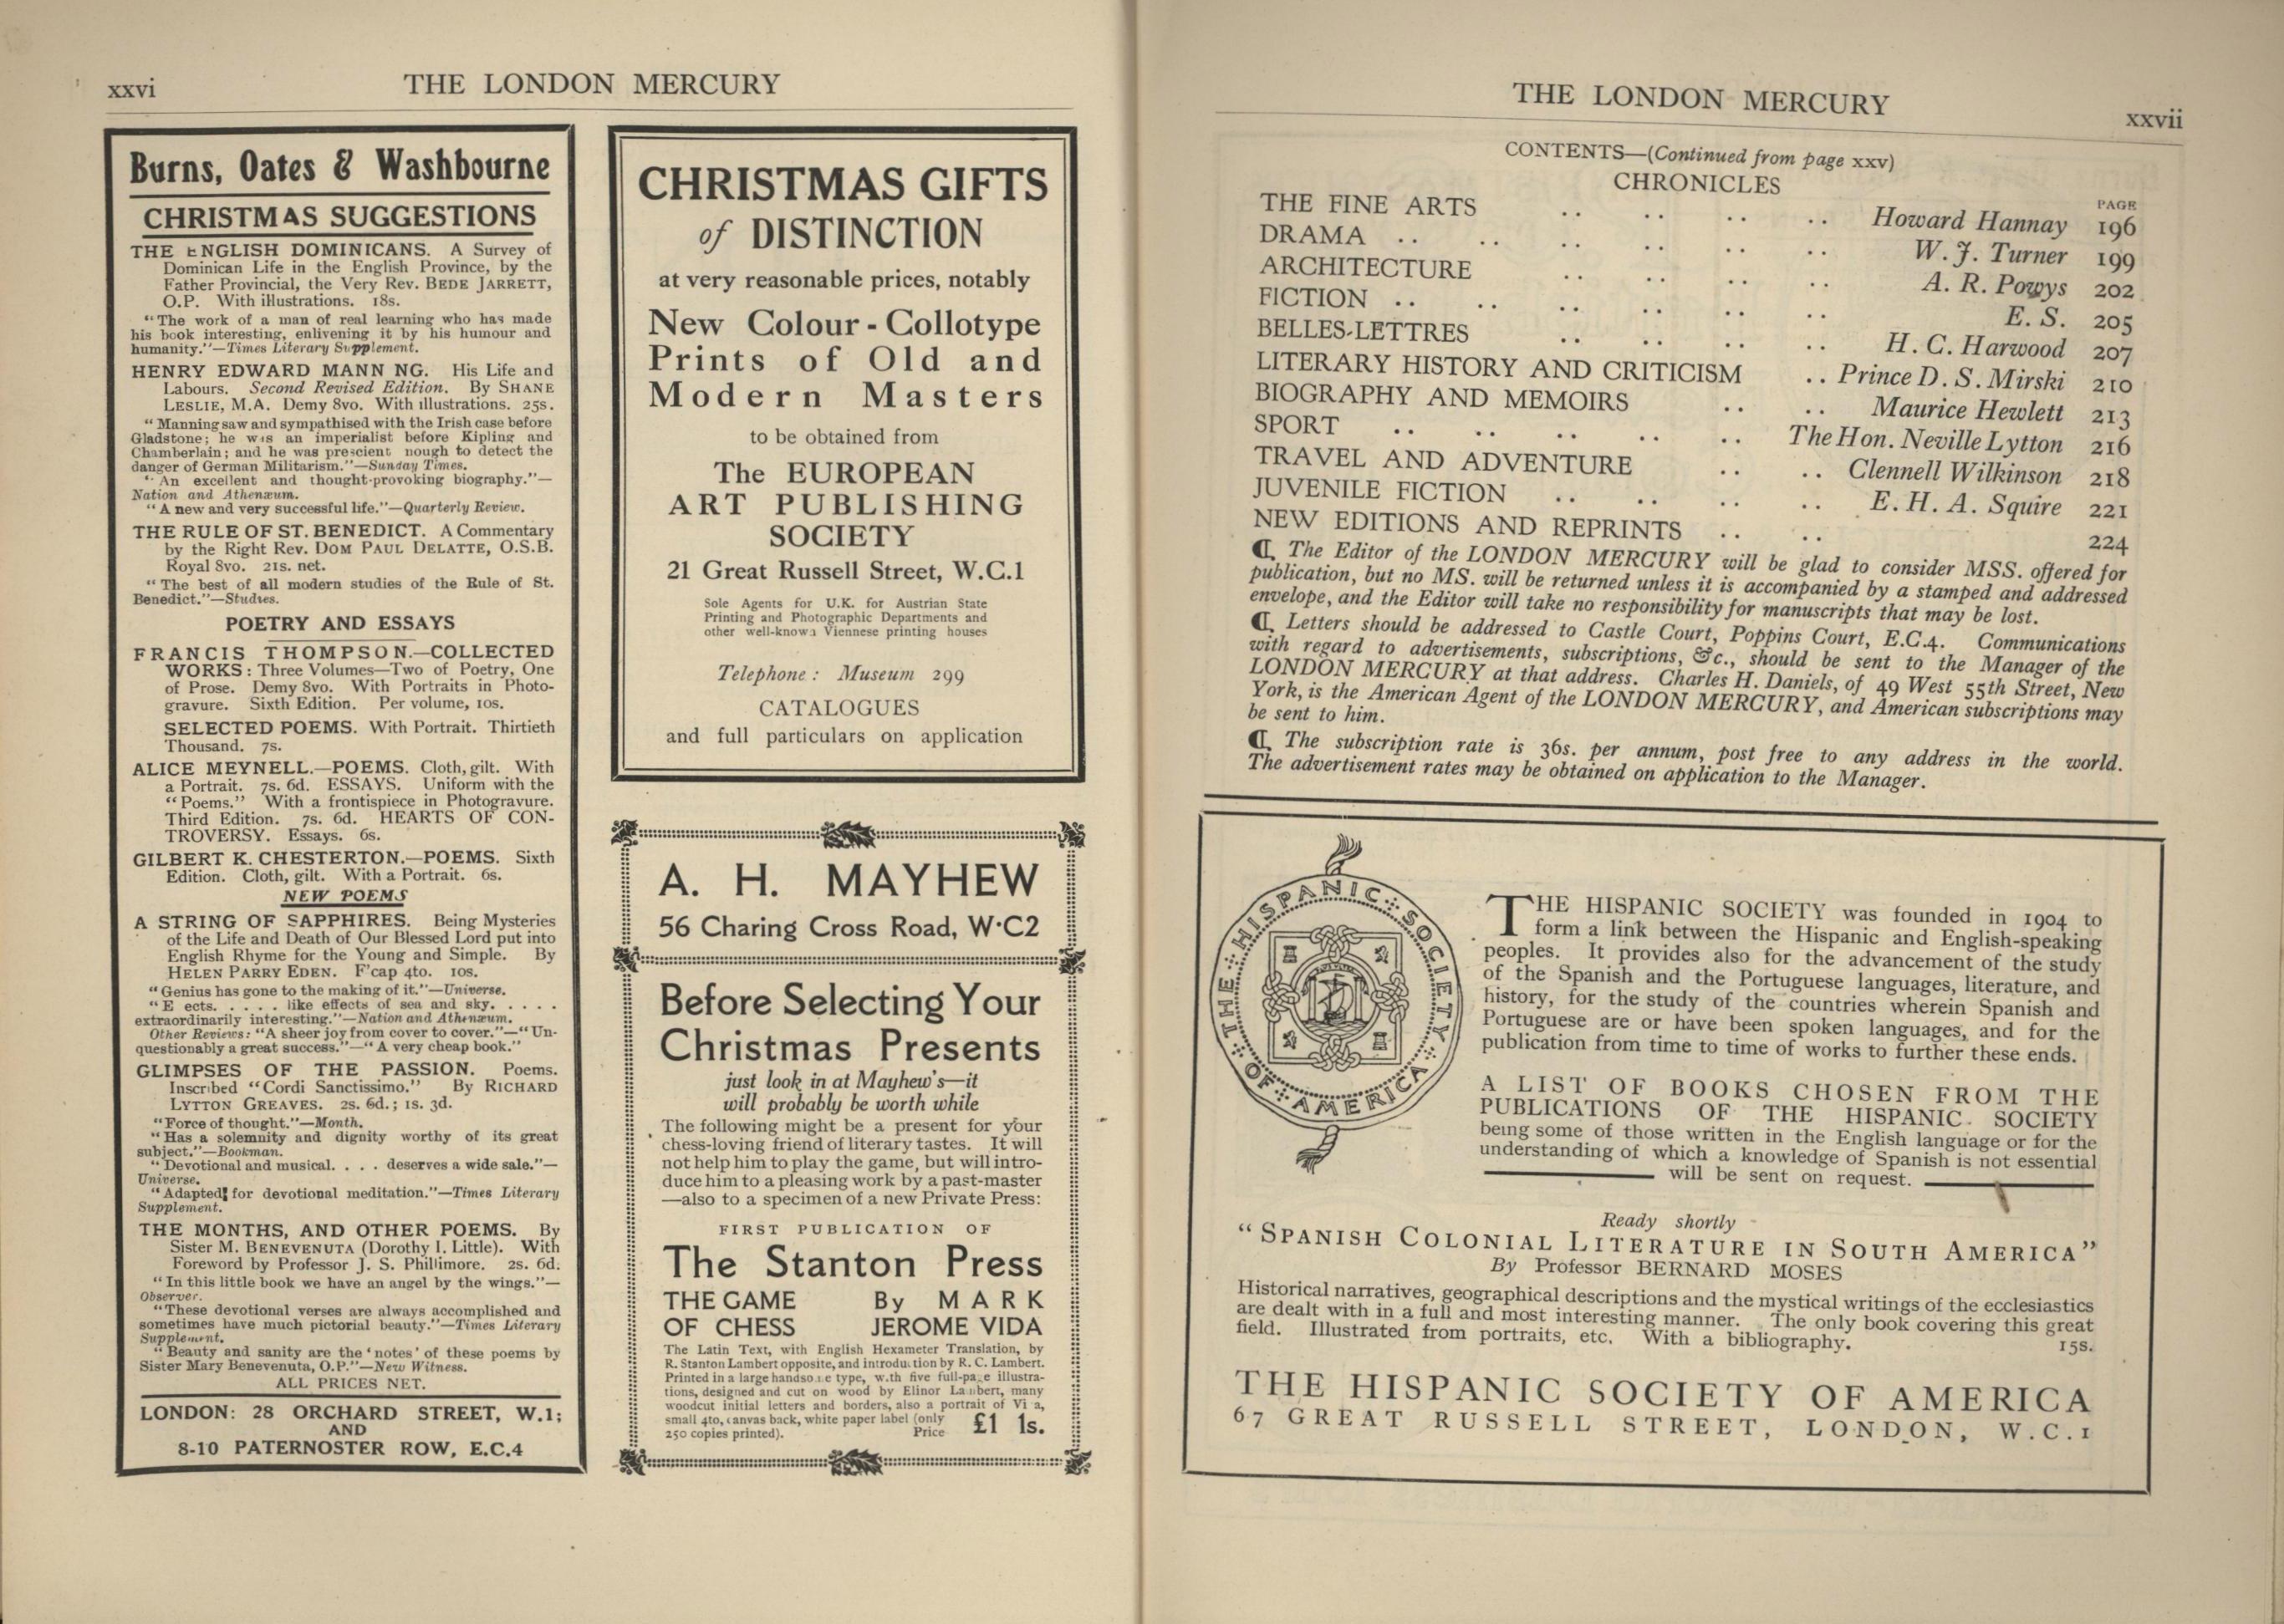 xxvi
THE LONDON MERCURY
Burns, Oates & Washbourne
CHRISTMAS SUGGESTIONS
THE ENGLISH DOMINICANS. A Survey of
Dominican Life in the English Province, by the
Father Provincial, the Very Rev. BEDE JARRETT,
O.P. With illustrations. 18s.
"The work of a man of real learning who has made
his book interesting, enlivening it by his humour and
humanity."—Times Literary Supplement.
HENRY EDWARD MANN NG. His Life and
Labours. Second Revised Edition. By SHANE
LESLIE, M.A. Demy 8vo. With illustrations. 25s.
"Manning saw and sympathised with the Irish case before
Gladstone; he was an imperialist before Kipling and
Chamberlain; and he was prescient nough to detect the
danger of German Militarism."—Sunday Times.
"An excellent and thought-provoking biography."—
Nation and Athenæum.
"A new and very successful life."—Quarterly Review.
THE RULE OF ST. BENEDICT. A Commentary
by the Right Rev. DOM PAUL DELATTE, O.S.B.
Royal 8vo. 21s. net.
"The best of all modern studies of the Rule of St.
Benedict."—Studies.
POETRY AND ESSAYS
FRANCIS THOMPSON.—COLLECTED
WORKS: Three Volumes—Two of Poetry, One
of Prose. Demy 8vo. With Portraits in Photo-
gravure. Sixth Edition. Per volume, 10s.
SELECTED POEMS. With Portrait. Thirtieth
Thousand. 7s.
ALICE MEYNELL.—POEMS. Cloth, gilt. With
a Portrait. 7s. 6d. ESSAYS. Uniform with the
"Poems." With a frontispiece in Photogravure.
Third Edition. 7s. 6d. HEARTS OF CON-
TROVERSY. Essays. 6s.
GILBERT K. CHESTERTON.—POEMS. Sixth
Edition. Cloth, gilt. With a Portrait. 6s.
NEW POEMS
A STRING OF SAPPHIRES. Being Mysteries
of the Life and Death of Our Blessed Lord put into
English Rhyme for the Young and Simple. By
HELEN PARRY EDEN. F'cap 4to. 10s.
"Genius has gone to the making of it."—Universe.
"E ects. . . . . like effects of sea and sky. . . . .
extraordinarily interesting."—Nation and Athenæum.
Other Reviews: "A sheer joy from cover to cover."—"Un-
questionably a great success."—"A very cheap book."
GLIMPSES OF THE PASSION. Poems.
Inscribed "Cordi Sanctissimo." By RICHARD
LYTTON GREAVES. 2s. 6d.; 1s. 3d.
"Force of thought."—Month.
"Has a solemnity and dignity worthy of its great
subject."—Bookman.
"Devotional and musical. . . . deserves a wide sale."—
Universe.
"Adapted for devotional meditation."—Times Literary
Supplement.
THE MONTHS, AND OTHER POEMS. By
Sister M. BENEVENUTA (Dorothy I. Little). With
Foreword by Professor J. S. Phillimore. 2s. 6d.
"In this little book we have an angel by the wings."—
Observer.
"These devotional verses are always accomplished and
sometimes have much pictorial beauty."—Times Literary
Supplement.
"Beauty and sanity are the 'notes' of these poems by
Sister Mary Benevenuta, O.P."—New Witness.
ALL PRICES NET.
LONDON: 28 ORCHARD STREET, W.1;
AND
8-10 PATERNOSTER ROW, E.C.4
CHRISTMAS GIFTS
of DISTINCTION
at very reasonable prices, notably
New Colour-Collotype
Prints of Old and
Modern Masters
to be obtained from
The EUROPEAN
ART PUBLISHING
SOCIETY
21 Great Russell Street, W.C.1
Sole Agents for U.K. for Austrian State
Printing and Photographic Departments and
other well-known Viennese printing houses
Telephone: Museum 299
CATALOGUES
and full particulars on application
A. H. MAYHEW
56 Charing Cross Road, W·C2
Before Selecting Your
Christmas Presents
just look in at Mayhew's—it
will probably be worth while
The following might be a present for your
chess-loving friend of literary tastes. It will
not help him to play the game, but will intro-
duce him to a pleasing work by a past-master
—also to a specimen of a new Private Press:
FIRST PUBLICATION OF
The Stanton Press
THE GAME By MARK
OF CHESS JEROME VIDA
The Latin Text, with English Hexameter Translation, by
R. Stanton Lambert opposite, and introduction by R. C. Lambert.
Printed in a large handso e type, with five full-page illustra-
tions, designed and cut on wood by Elinor Lambert, many
woodcut initial letters and borders, also a portrait of Vi a,
small 4to, canvas back, white paper label (only
250 copies printed). Price £1 1s.
THE LONDON MERCURY
xxvii
CONTENTS—(Continued from page xxv)
CHRONICLES
PAGE
THE FINE ARTS .. .. .. .. Howard Hannay 196
DRAMA .. .. .. .. .. .. W. J. Turner 199
ARCHITECTURE .. .. .. .. A. R. Powys 202
FICTION .. .. .. .. .. .. E. S. 205
BELLES-LETTRES .. .. .. .. H. C. Harwood 207
LITERARY HISTORY AND CRITICISM .. Prince D. S. Mirski 210
BIOGRAPHY AND MEMOIRS .. .. Maurice Hewlett 213
SPORT .. .. .. .. .. The Hon. Neville Lytton 216
TRAVEL AND ADVENTURE .. .. Clennell Wilkinson 218
JUVENILE FICTION .. .. .. .. E. H. A. Squire 221
NEW EDITIONS AND REPRINTS .. .. 224
¶ The Editor of the LONDON MERCURY will be glad to consider MSS. offered for
publication, but no MS. will be returned unless it is accompanied by a stamped and addressed
envelope, and the Editor will take no responsibility for manuscripts that may be lost.
¶ Letters should be addressed to Castle Court, Poppins Court, E.C.4. Communications
with regard to advertisements, subscriptions, &c., should be sent to the Manager of the
LONDON MERCURY at that address. Charles H. Daniels, of 49 West 55th Street, New
York, is the American Agent of the LONDON MERCURY, and American subscriptions may
be sent to him.
¶ The subscription rate is 36s. per annum, post free to any address in the world.
The advertisement rates may be obtained on application to the Manager.
THE HISPANIC SOCIETY OF AMERICA
THE HISPANIC SOCIETY was founded in 1904 to
form a link between the Hispanic and English-speaking
peoples. It provides also for the advancement of the study
of the Spanish and the Portuguese languages, literature, and
history, for the study of the countries wherein Spanish and
Portuguese are or have been spoken languages, and for the
publication from time to time of works to further these ends.
A LIST OF BOOKS CHOSEN FROM THE
PUBLICATIONS OF THE HISPANIC SOCIETY
being some of those written in the English language or for the
understanding of which a knowledge of Spanish is not essential
will be sent on request.
Ready shortly
"SPANISH COLONIAL LITERATURE IN SOUTH AMERICA"
By Professor BERNARD MOSES
Historical narratives, geographical descriptions and the mystical writings of the ecclesiastics
are dealt with in a full and most interesting manner. The only book covering this great
field. Illustrated from portraits, etc. With a bibliography. 15s.
THE HISPANIC SOCIETY OF AMERICA
67 GREAT RUSSELL STREET, LONDON, W.C.1